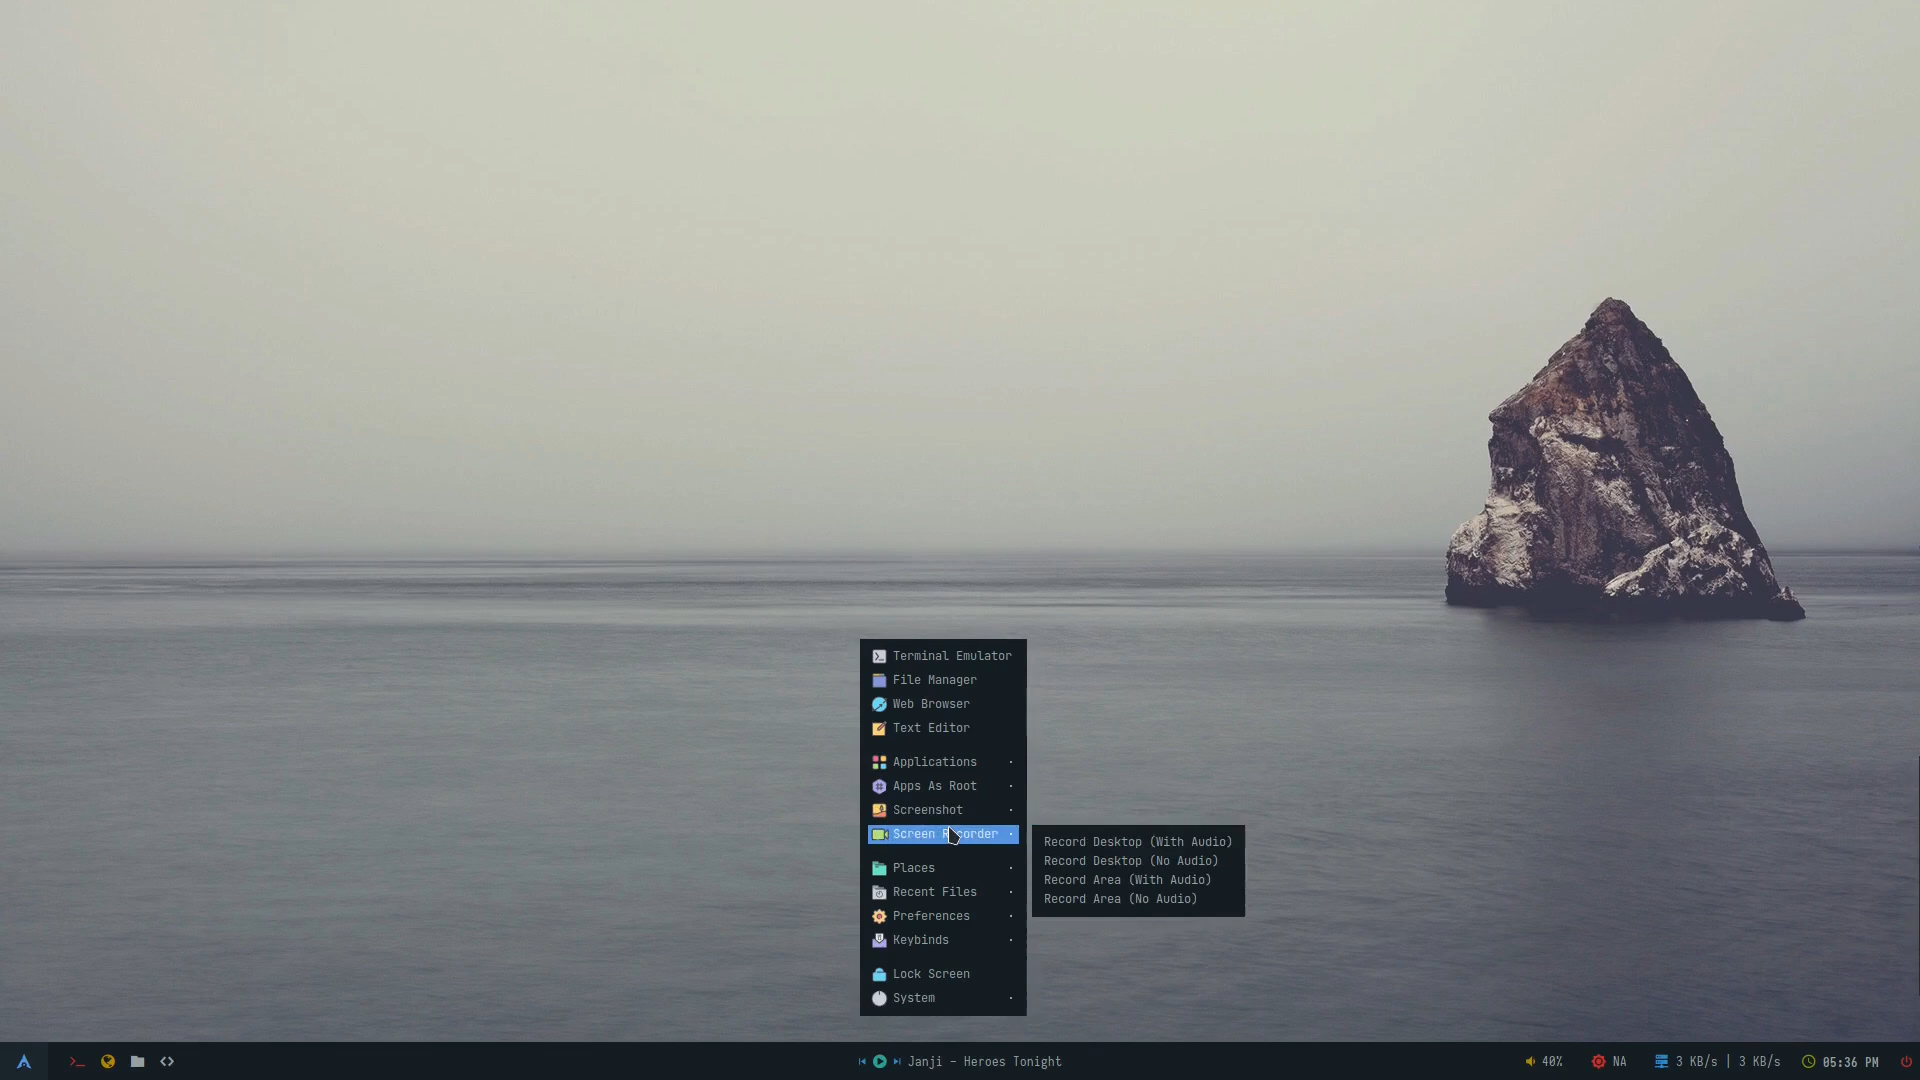 Terminal Emulator
File Manager
Web Browser
Text Editor
Applications
Apps As Root
Screenshot
Screen Recorder
Record Desktop (With Audio)
Record Desktop (No Audio)
Record Area (With Audio)
Record Area (No Audio)
Places
Recent Files
Preferences
Keybinds
Lock Screen
System
Janji - Heroes Tonight
40%
NA
3 KB/s | 3 KB/s
05:36 PM